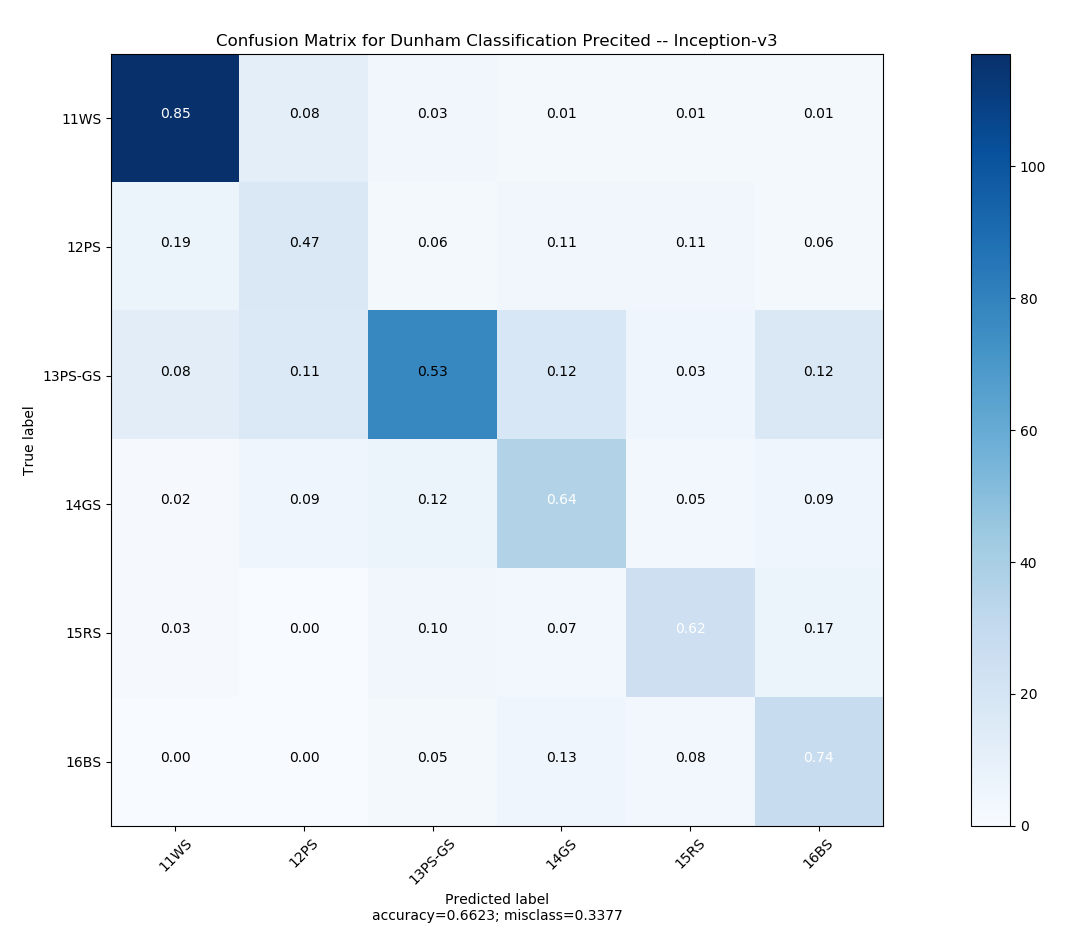 Confusion Matrix for Dunham Classification Precited -- Inception-v3
11WS 0.85 0.08 0.03 0.01 0.01 0.01
12PS 0.19 0.47 0.06 0.11 0.11 0.06
13PS-GS 0.08 0.11 0.53 0.12 0.03 0.12
14GS 0.02 0.09 0.12 0.64 0.05 0.09
15RS 0.03 0.00 0.10 0.07 0.62 0.17
16BS 0.00 0.00 0.05 0.13 0.08 0.74
True label
11WS 12PS 13PS-GS 14GS 15RS 16BS
Predicted label
accuracy=0.6623; misclass=0.3377
100
80
60
40
20
0